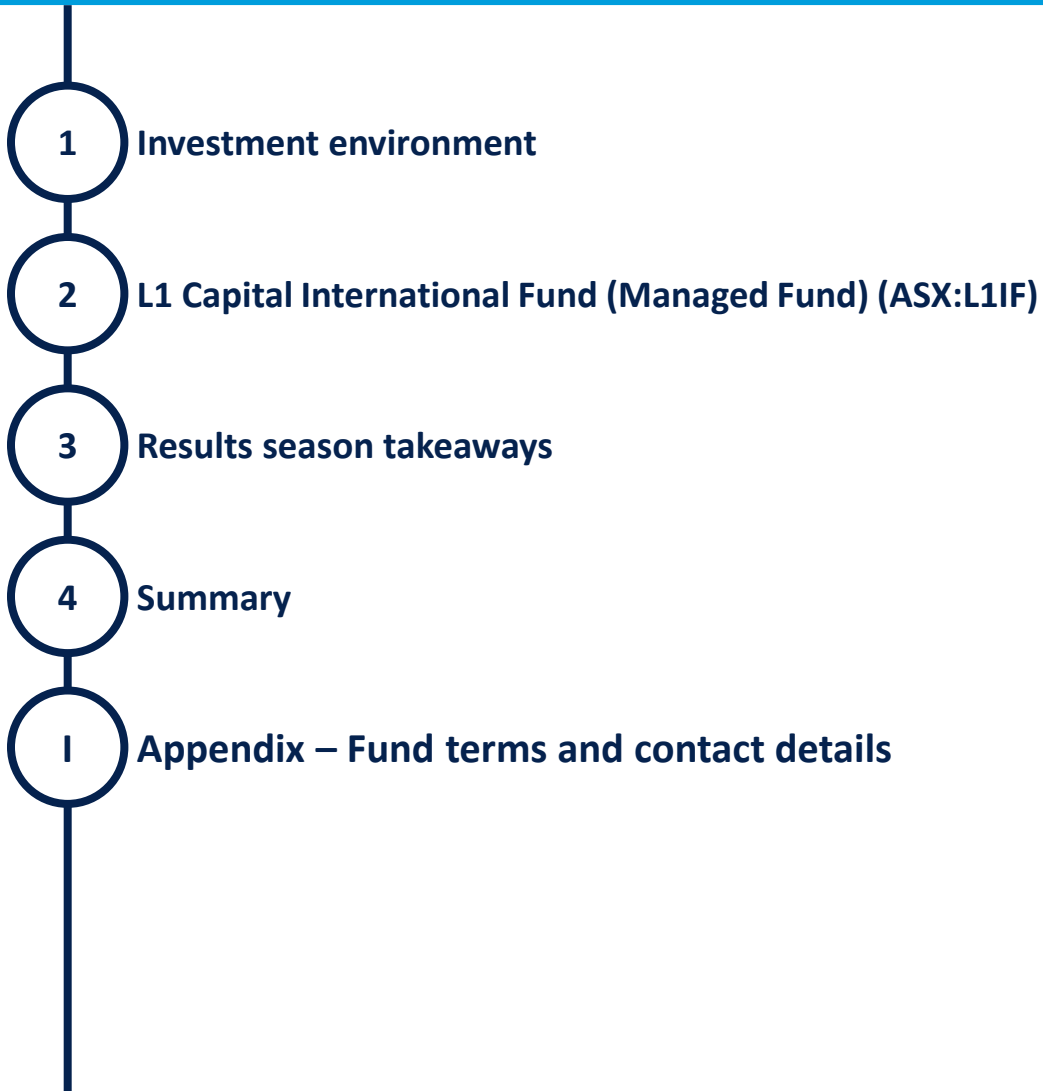 1 Investment environment
2 L1 Capital International Fund (Managed Fund) (ASX:L1IF)
3 Results season takeaways
4 Summary
I Appendix – Fund terms and contact details